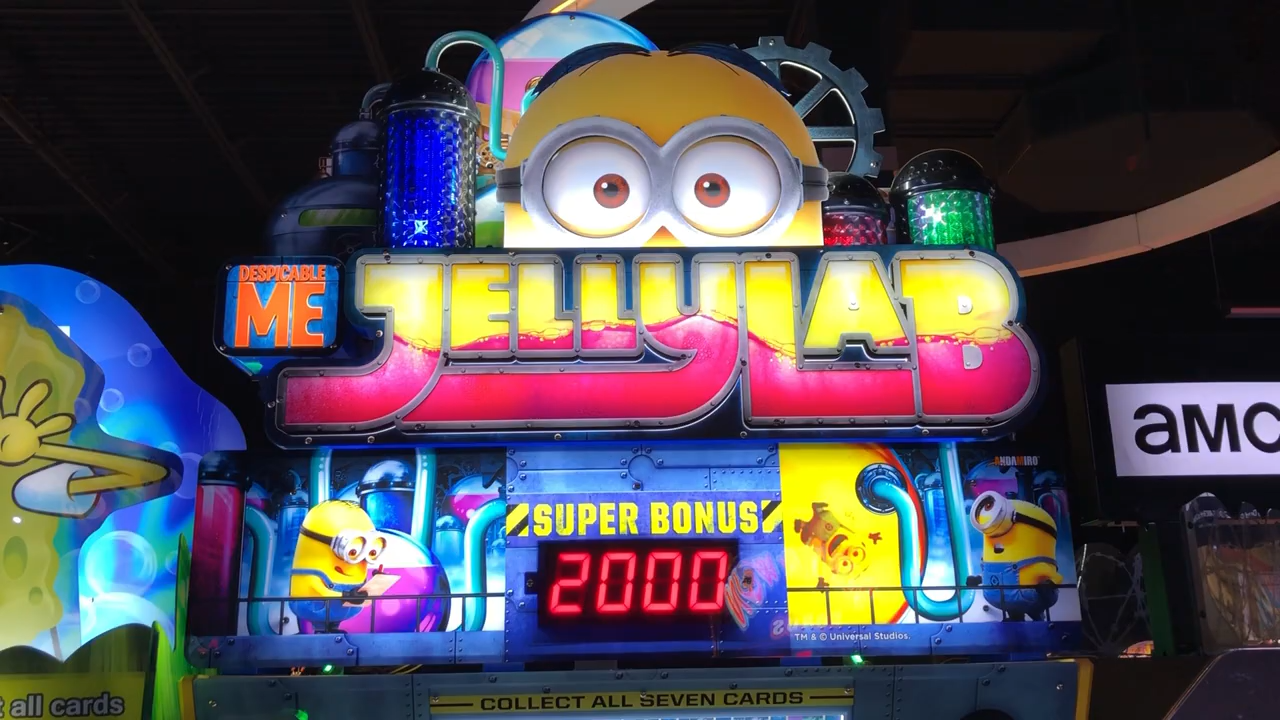 DESPICABLE
ME
JELLY LAB
aMC
ANDAMIRO
SUPER BONUS
2000
TM & © Universal Studios.
COLLECT ALL SEVEN CARDS
all cards